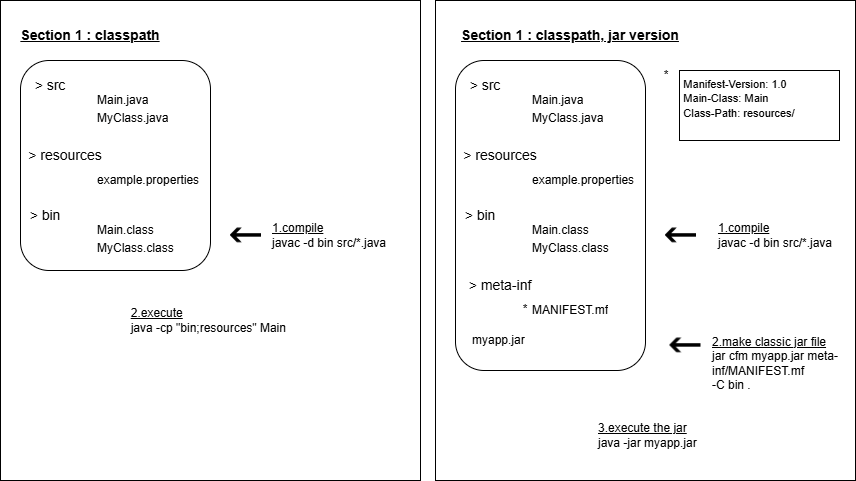 Section 1 : classpath
> src
Main.java
MyClass.java
> resources
example.properties
> bin
Main.class
MyClass.class
1.compile
javac -d bin src/*.java
2.execute
java -cp "bin;resources" Main
Section 1 : classpath, jar version
> src
Main.java
MyClass.java
> resources
example.properties
> bin
Main.class
MyClass.class
> meta-inf
* MANIFEST.mf
myapp.jar
*
Manifest-Version: 1.0
Main-Class: Main
Class-Path: resources/
1.compile
javac -d bin src/*.java
2.make classic jar file
jar cfm myapp.jar meta-
inf/MANIFEST.mf
-C bin .
3.execute the jar
java -jar myapp.jar